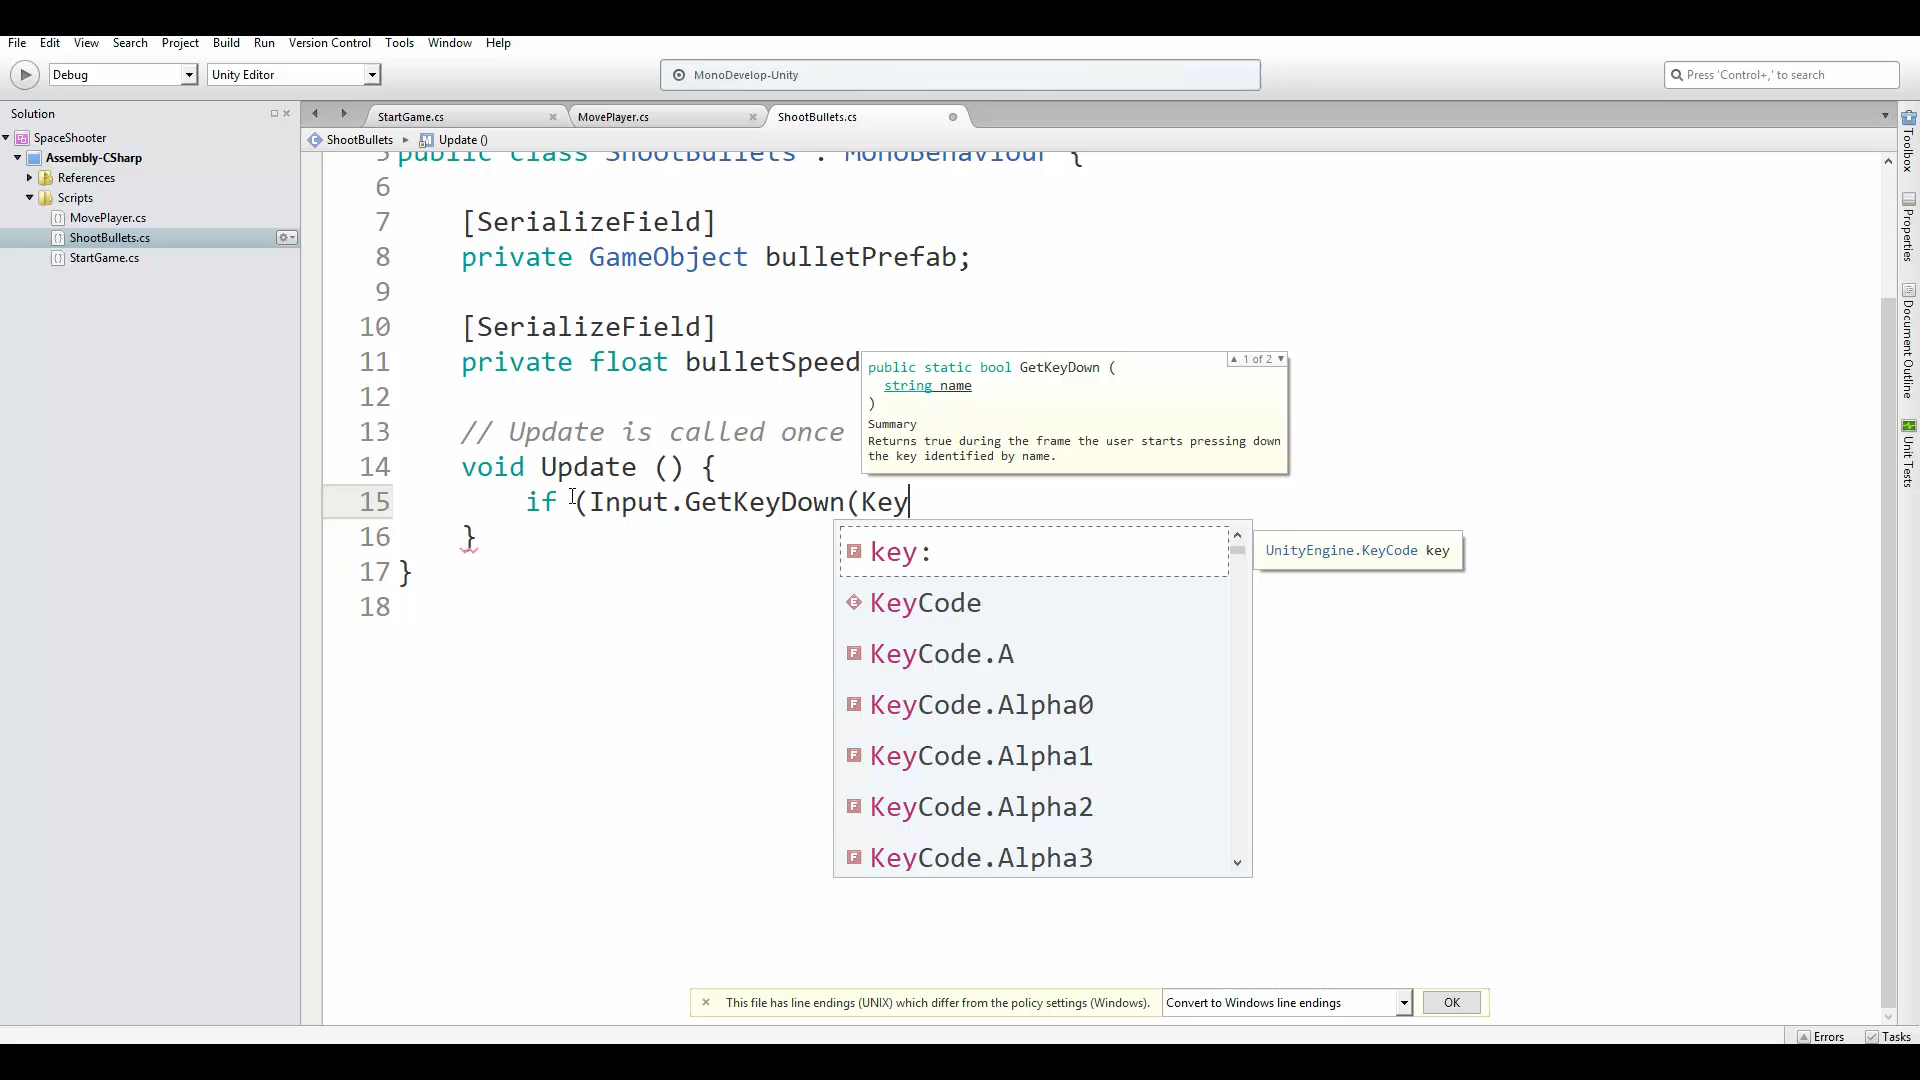 File Edit View Search Project Build Run Version Control Tools Window Help
Debug Unity Editor MonoDevelop-Unity Press 'Control+,' to search
Solution
SpaceShooter
Assembly-CSharp
References
Scripts
MovePlayer.cs
ShootBullets.cs
StartGame.cs
StartGame.cs MovePlayer.cs ShootBullets.cs
ShootBullets Update ()
5 public class ShootBullets : MonoBehaviour {
6
7 [SerializeField]
8 private GameObject bulletPrefab;
9
10 [SerializeField]
11 private float bulletSpeed
12
13 // Update is called once
14 void Update () {
15 if (Input.GetKeyDown(Key
16 }
17 }
18
1 of 2
public static bool GetKeyDown (
string name
)
Summary
Returns true during the frame the user starts pressing down
the key identified by name.
key:
KeyCode
KeyCode.A
KeyCode.Alpha0
KeyCode.Alpha1
KeyCode.Alpha2
KeyCode.Alpha3
UnityEngine.KeyCode key
This file has line endings (UNIX) which differ from the policy settings (Windows). Convert to Windows line endings OK
Toolbox
Properties
Document Outline
Unit Tests
Errors Tasks